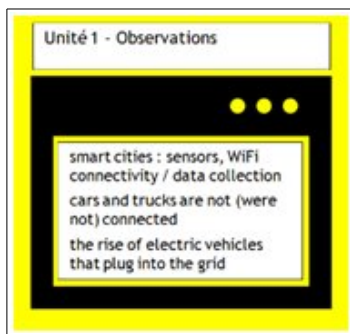 Unité 1 - Observations
smart cities : sensors, WiFi
connectivity / data collection
cars and trucks are not (were
not) connected
the rise of electric vehicles
that plug into the grid